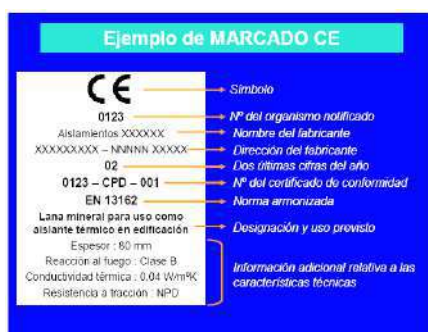 Ejemplo de MARCADO CE
CE
Símbolo
0123
Nº del organismo notificado
Aislamientos XXXXXX
Nombre del fabricante
XXXXXXXXX – NNNNN XXXXX
Dirección del fabricante
02
Dos últimas cifras del año
0123 – CPD – 001
Nº del certificado de conformidad
EN 13162
Norma armonizada
Lana mineral para uso como
aislante térmico en edificación
Designación y uso previsto
Espesor : 80 mm
Reacción al fuego : Clase B
Conductividad térmica : 0,04 W/mºK
Resistencia a tracción : NPD
Información adicional relativa a las
características técnicas